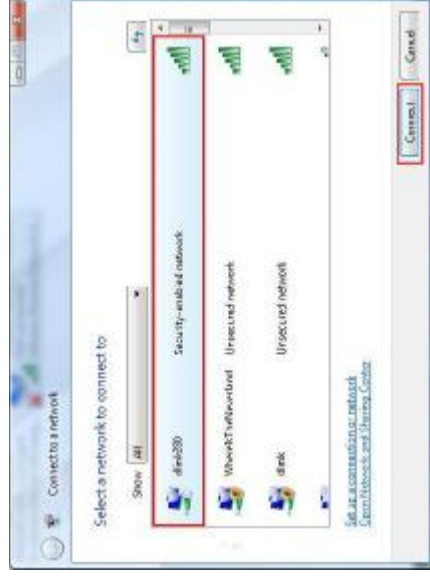 Connect to a network
Select a network to connect to
Show All
dlink280 Security-enabled network
Unsecured network
dlink Unsecured network
Set up a connection or network
Open Network and Sharing Center
Connect Cancel